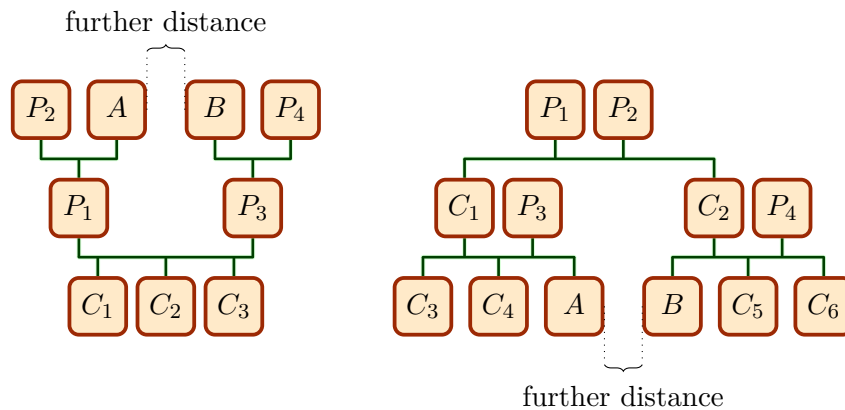 further distance
P2 A B P4 P1 P2
P1 P3 C1 P3 C2 P4
C1 C2 C3 C3 C4 A B C5 C6
further distance